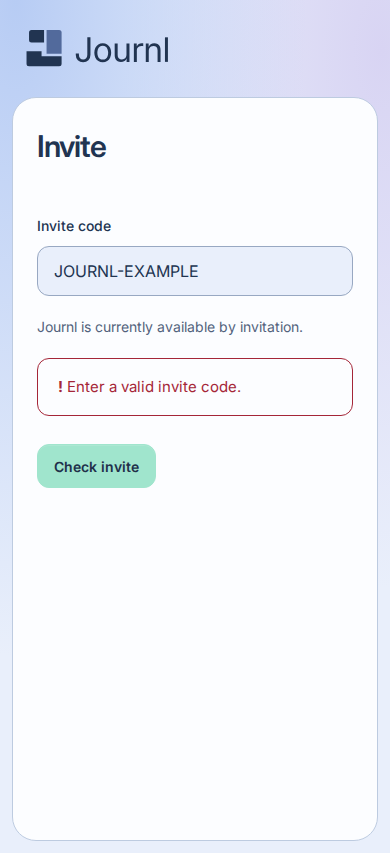 Journl
Invite
Invite code
JOURNL-EXAMPLE
Journl is currently available by invitation.
! Enter a valid invite code.
Check invite